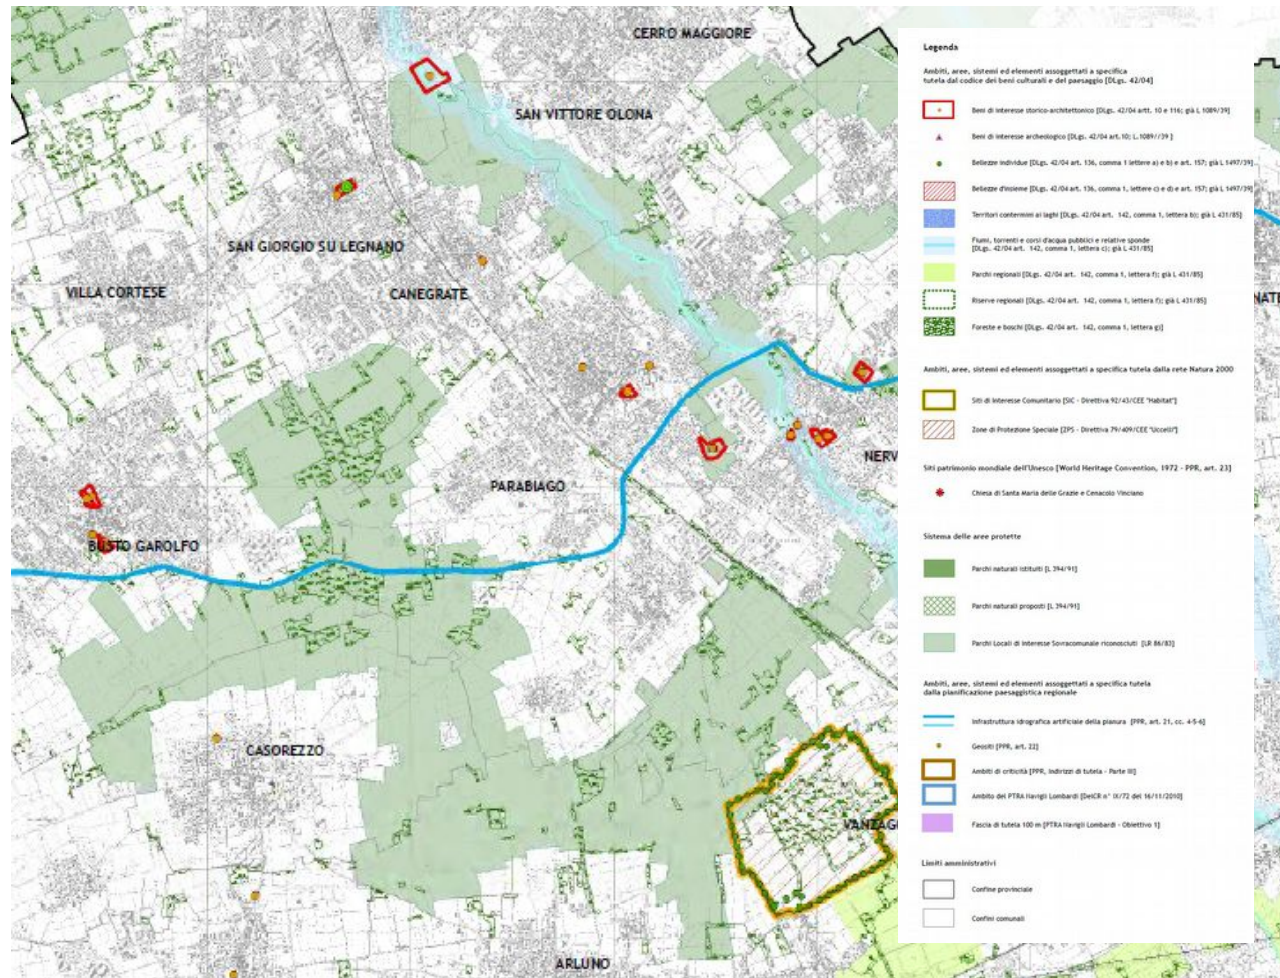 CERRO MAGGIORE
SAN VITTORE OLONA
SAN GIORGIO SU LEGNANO
VILLA CORTESE
CANEGRATE
PARABIAGO
NERV
BUSTO GAROLFO
CASOREZZO
VANZAG
ARLUNO
NATE
Legenda
Ambiti, aree, sistemi ed elementi assoggettati a specifica
tutela dal codice dei beni culturali e del paesaggio [DLgs. 42/04]
Beni di interesse storico-architettonico [DLgs. 42/04 artt. 10 e 116; già L 1089/39]
Beni di interesse archeologico [DLgs. 42/04 art.10; L.1089//39 ]
Bellezze individue [DLgs. 42/04 art. 136, comma 1 lettere a) e b) e art. 157; già L 1497/39]
Bellezze d'insieme [DLgs. 42/04 art. 136, comma 1, lettere c) e d) e art. 157; già L 1497/39]
Territori contermini ai laghi [DLgs. 42/04 art. 142, comma 1, lettera b); già L 431/85]
Fiumi, torrenti e corsi d'acqua pubblici e relative sponde
[DLgs. 42/04 art. 142, comma 1, lettera c); già L 431/85]
Parchi regionali [DLgs. 42/04 art. 142, comma 1, lettera f); già L 431/85]
Riserve regionali [DLgs. 42/04 art. 142, comma 1, lettera f); già L 431/85]
Foreste e boschi [DLgs. 42/04 art. 142, comma 1, lettera g)]
Ambiti, aree, sistemi ed elementi assoggettati a specifica tutela dalla rete Natura 2000
Siti di Interesse Comunitario [SIC - Direttiva 92/43/CEE "Habitat"]
Zone di Protezione Speciale [ZPS - Direttiva 79/409/CEE "Uccelli"]
Siti patrimonio mondiale dell'Unesco [World Heritage Convention, 1972 - PPR, art. 23]
Chiesa di Santa Maria delle Grazie e Cenacolo Vinciano
Sistema delle aree protette
Parchi naturali istituiti [L 394/91]
Parchi naturali proposti [L 394/91]
Parchi Locali di Interesse Sovracomunale riconosciuti [LR 86/83]
Ambiti, aree, sistemi ed elementi assoggettati a specifica tutela
dalla pianificazione paesaggistica regionale
Infrastruttura idrografica artificiale della pianura [PPR, art. 21, cc. 4-5-6]
Geositi [PPR, art. 22]
Ambiti di criticità [PPR, Indirizzi di tutela - Parte III]
Ambito del PTRA Navigli Lombardi [DelCR n° IX/72 del 16/11/2010]
Fascia di tutela 100 m [PTRA Navigli Lombardi - Obiettivo 1]
Limiti amministrativi
Confine provinciale
Confini comunali